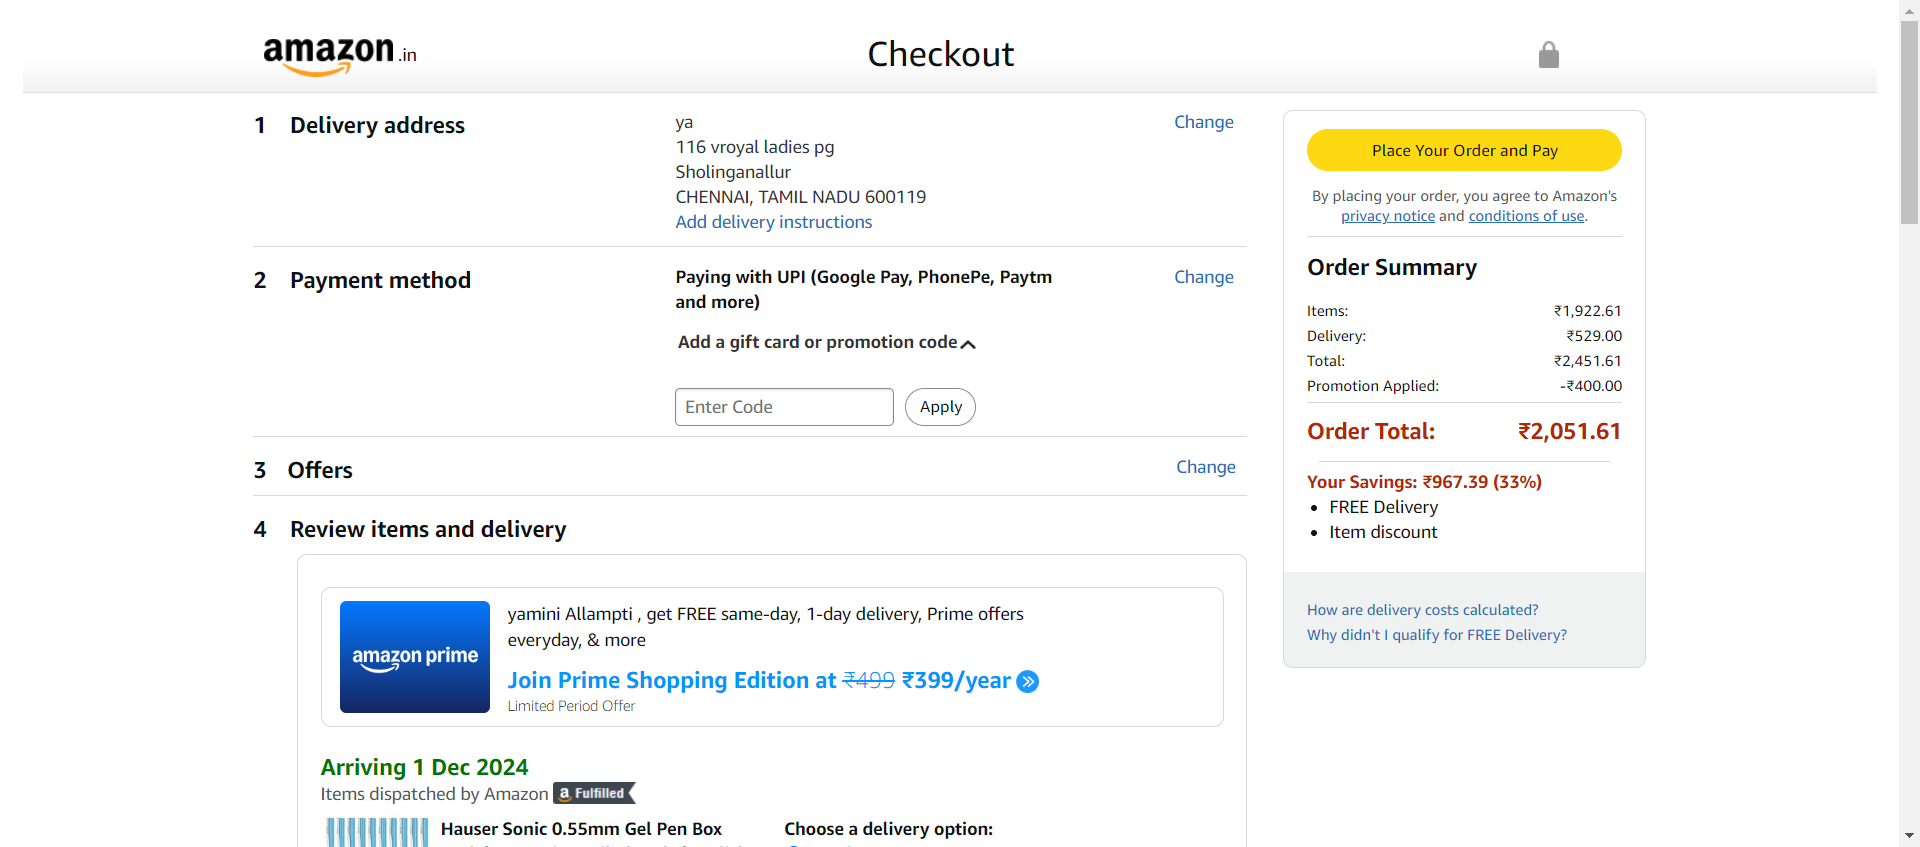 amazon.in
Checkout
1 Delivery address
ya
116 vroyal ladies pg
Sholinganallur
CHENNAI, TAMIL NADU 600119
Add delivery instructions
Change
2 Payment method
Paying with UPI (Google Pay, PhonePe, Paytm
and more)
Change
Add a gift card or promotion code
Enter Code
Apply
3 Offers
Change
4 Review items and delivery
amazon prime
yamini Allampti , get FREE same-day, 1-day delivery, Prime offers
everyday, & more
Join Prime Shopping Edition at ₹499 ₹399/year
Limited Period Offer
Arriving 1 Dec 2024
Items dispatched by Amazon a Fulfilled
Hauser Sonic 0.55mm Gel Pen Box
Choose a delivery option:
Place Your Order and Pay
By placing your order, you agree to Amazon's
privacy notice and conditions of use.
Order Summary
Items: ₹1,922.61
Delivery: ₹529.00
Total: ₹2,451.61
Promotion Applied: -₹400.00
Order Total: ₹2,051.61
Your Savings: ₹967.39 (33%)
• FREE Delivery
• Item discount
How are delivery costs calculated?
Why didn't I qualify for FREE Delivery?